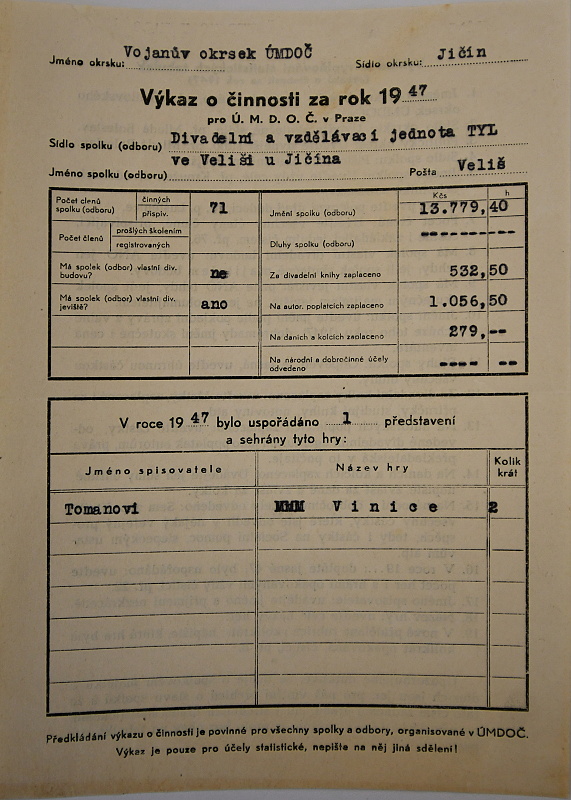 Jméno okrsku: Vojanův okrsek ÚMDOČ Sídlo okrsku: Jičín
Výkaz o činnosti za rok 1947
pro Ú. M. D. O. Č. v Praze
Sídlo spolku (odboru) Divadelní a vzdělávací jednota TYL
ve Veliši u Jičína
Jméno spolku (odboru) Pošta Veliš
Kčs h
Počet členů spolku (odboru) činných přispív. 71 Jmění spolku (odboru) 13.779,40
Počet členů prošlých školením registrovaných Dluhy spolku (odboru) ---------- ---
Má spolek (odbor) vlastní div. budovu? ne Za divadelní knihy zaplaceno 532,50
Má spolek (odbor) vlastní div. jeviště? ano Na autor. poplatcích zaplaceno 1.056,50
Na daních a kolcích zaplaceno 279,--
Na národní a dobročinné účely odvedeno ---- --
V roce 1947 bylo uspořádáno 1 představení
a sehrány tyto hry:
Jméno spisovatele Název hry Kolik krát
Tomanovi MMM Vinice 2
Předkládání výkazu o činnosti je povinné pro všechny spolky a odbory, organisované v ÚMDOČ.
Výkaz je pouze pro účely statistické, nepište na něj jiná sdělení!